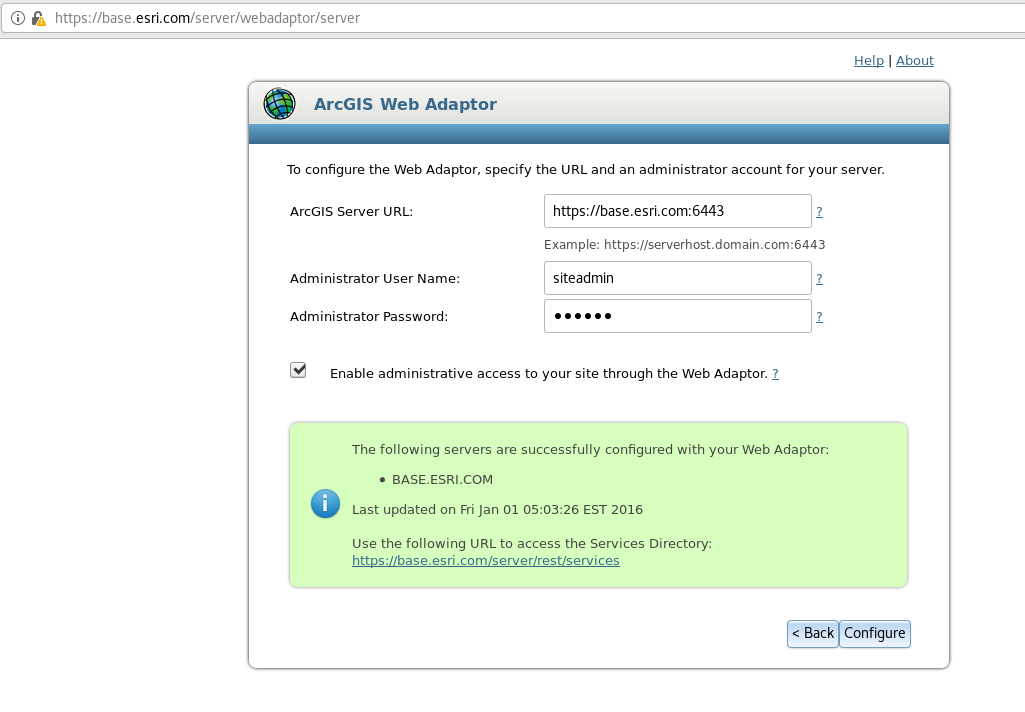 https://base.esri.com/server/webadaptor/server
Help | About
ArcGIS Web Adaptor
To configure the Web Adaptor, specify the URL and an administrator account for your server.
ArcGIS Server URL: https://base.esri.com:6443 ?
Example: https://serverhost.domain.com:6443
Administrator User Name: siteadmin ?
Administrator Password: •••••• ?
Enable administrative access to your site through the Web Adaptor. ?
The following servers are successfully configured with your Web Adaptor:
• BASE.ESRI.COM
Last updated on Fri Jan 01 05:03:26 EST 2016
Use the following URL to access the Services Directory:
https://base.esri.com/server/rest/services
< Back Configure